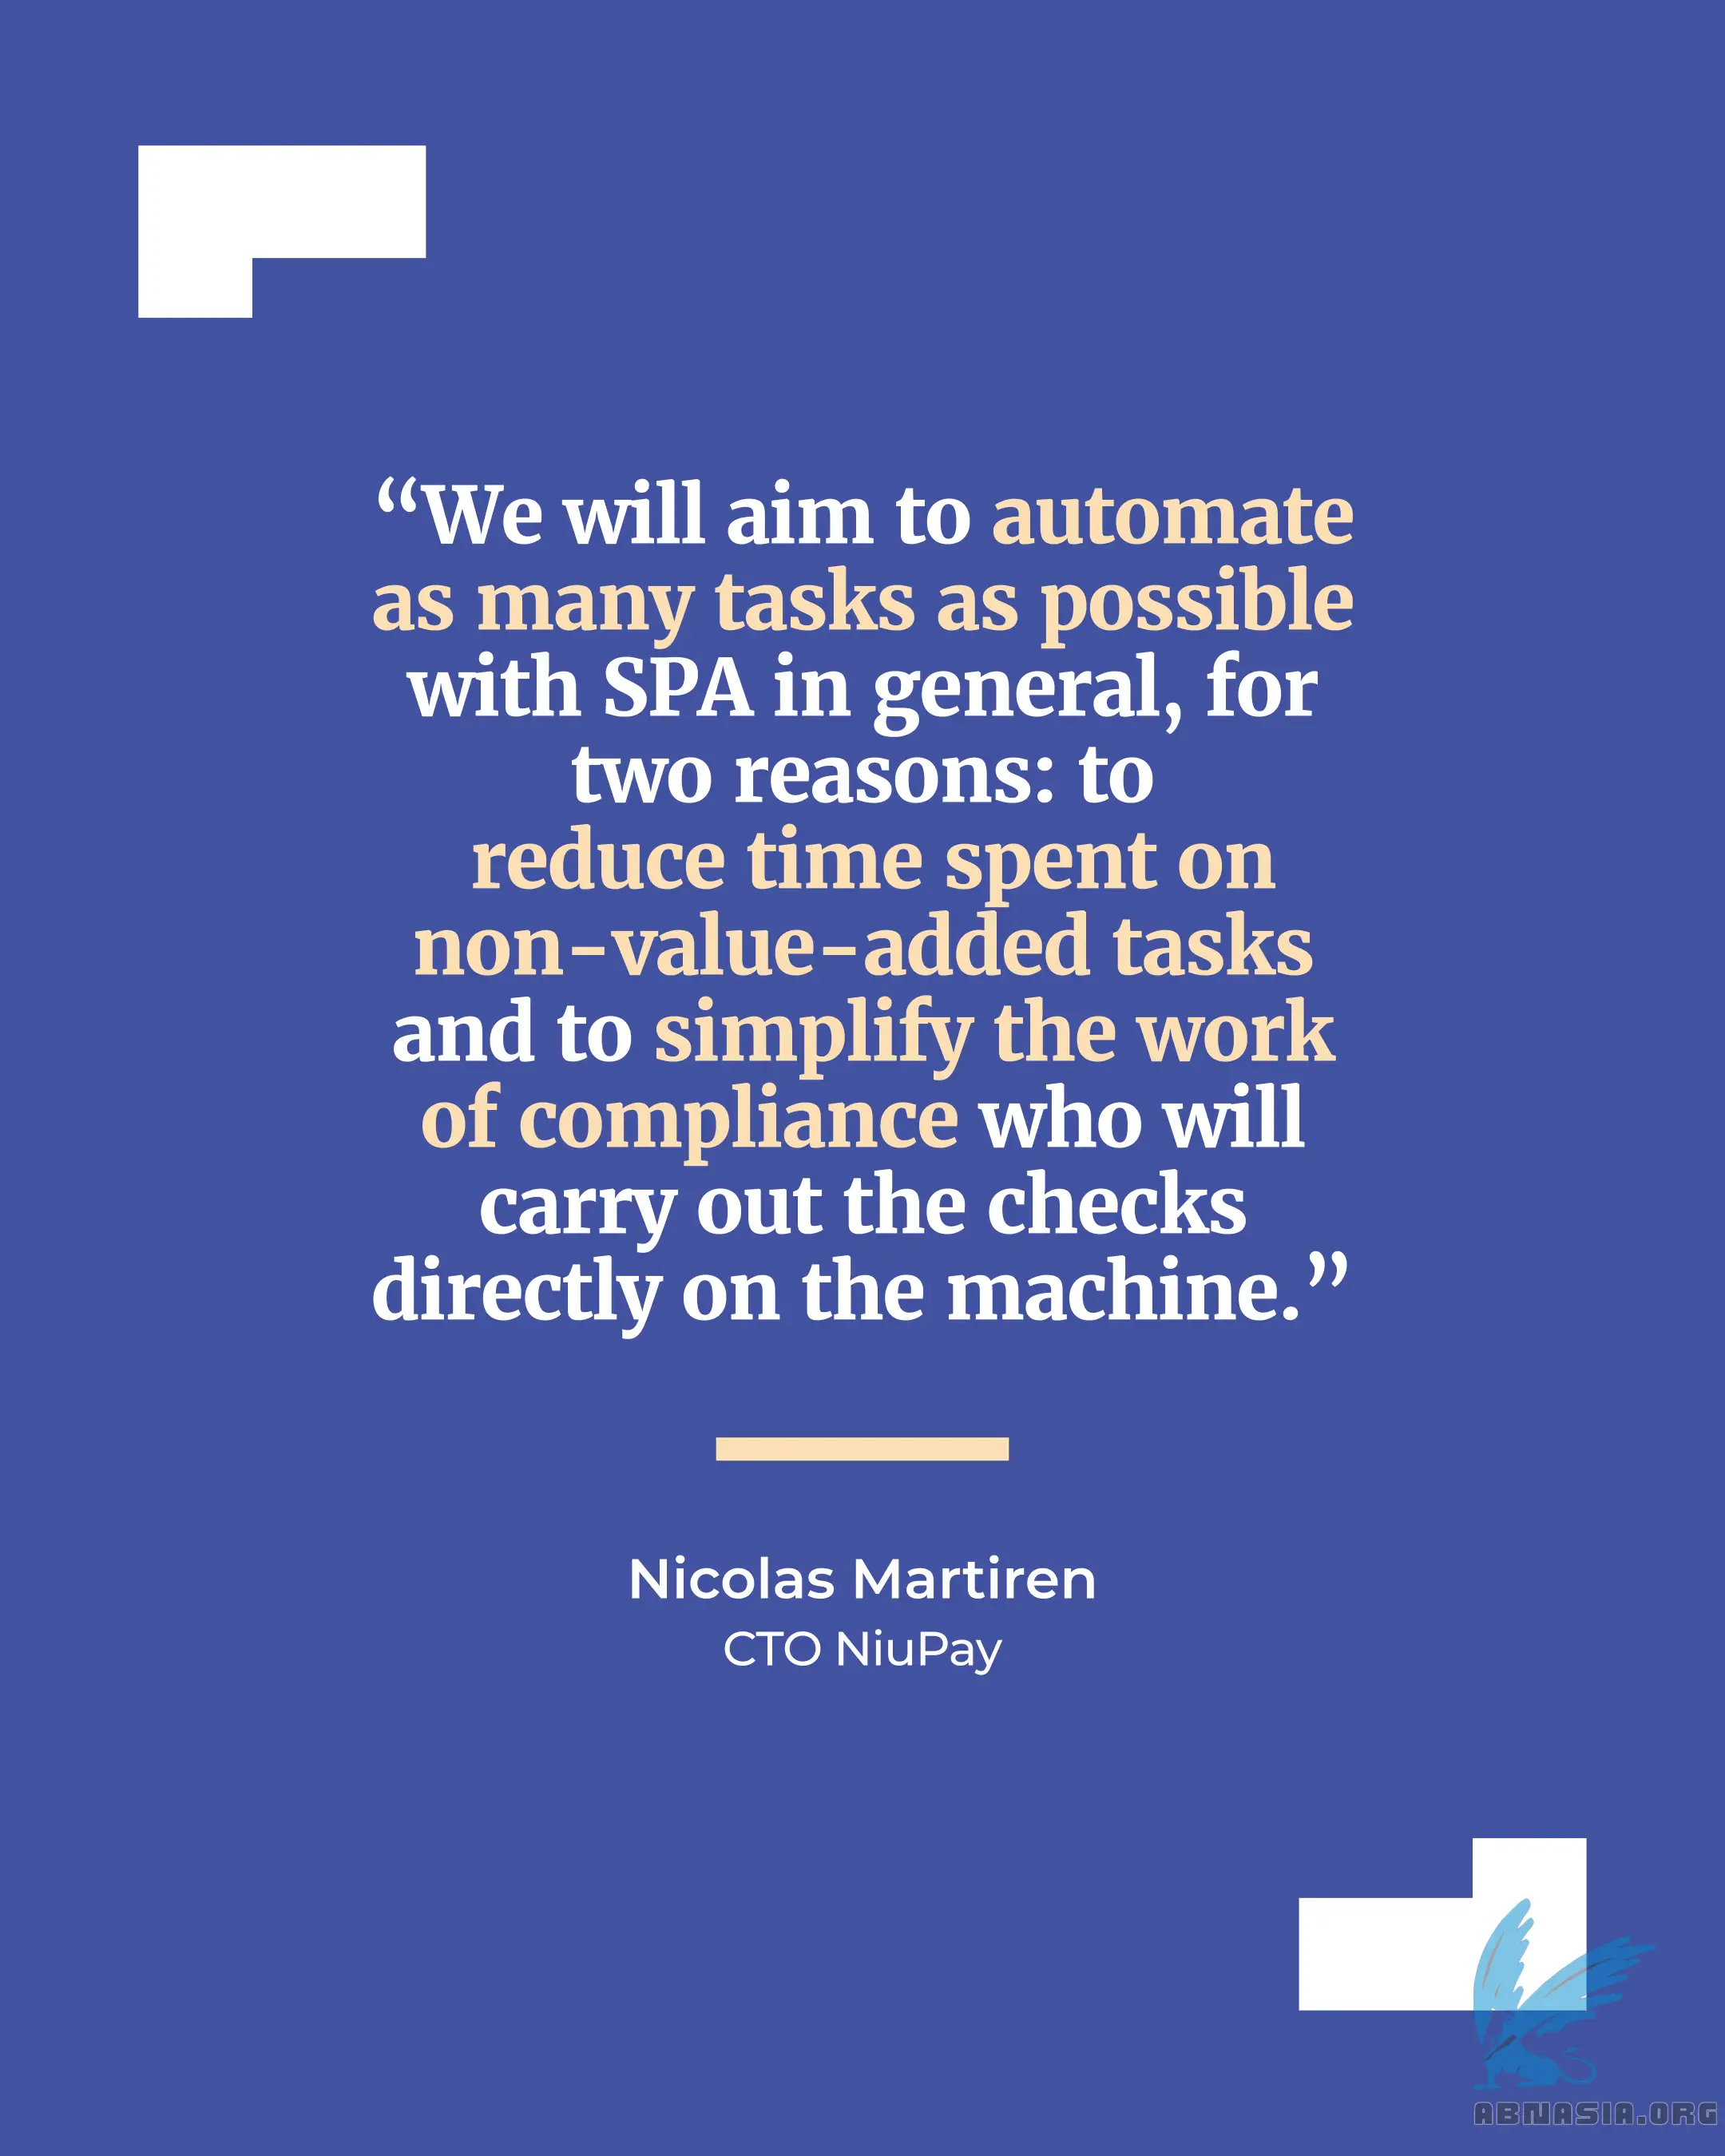 “We will aim to automate
as many tasks as possible
with SPA in general, for
two reasons: to
reduce time spent on
non-value-added tasks
and to simplify the work
of compliance who will
carry out the checks
directly on the machine.”
Nicolas Martiren
CTO NiuPay
ABNASIA.ORG